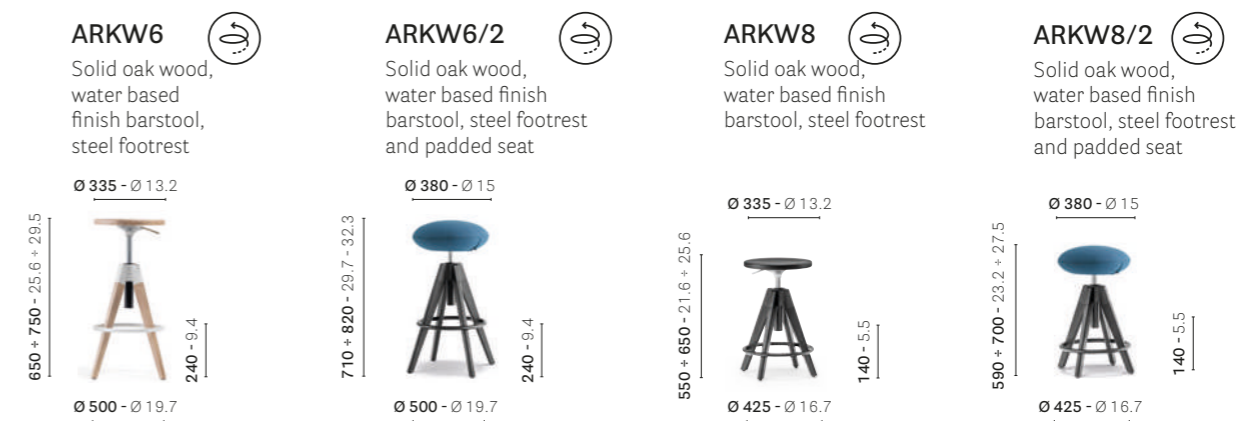 ARKW6
Solid oak wood,
water based
finish barstool,
steel footrest
Ø 335 - Ø 13.2
650 ÷ 750 - 25.6 ÷ 29.5
240 - 9.4
Ø 500 - Ø 19.7
ARKW6/2
Solid oak wood,
water based finish
barstool, steel footrest
and padded seat
Ø 380 - Ø 15
710 ÷ 820 - 29.7 - 32.3
240 - 9.4
Ø 500 - Ø 19.7
ARKW8
Solid oak wood,
water based finish
barstool, steel footrest
Ø 335 - Ø 13.2
550 ÷ 650 - 21.6 ÷ 25.6
140 - 5.5
Ø 425 - Ø 16.7
ARKW8/2
Solid oak wood,
water based finish
barstool, steel footrest
and padded seat
Ø 380 - Ø 15
590 ÷ 700 - 23.2 ÷ 27.5
140 - 5.5
Ø 425 - Ø 16.7